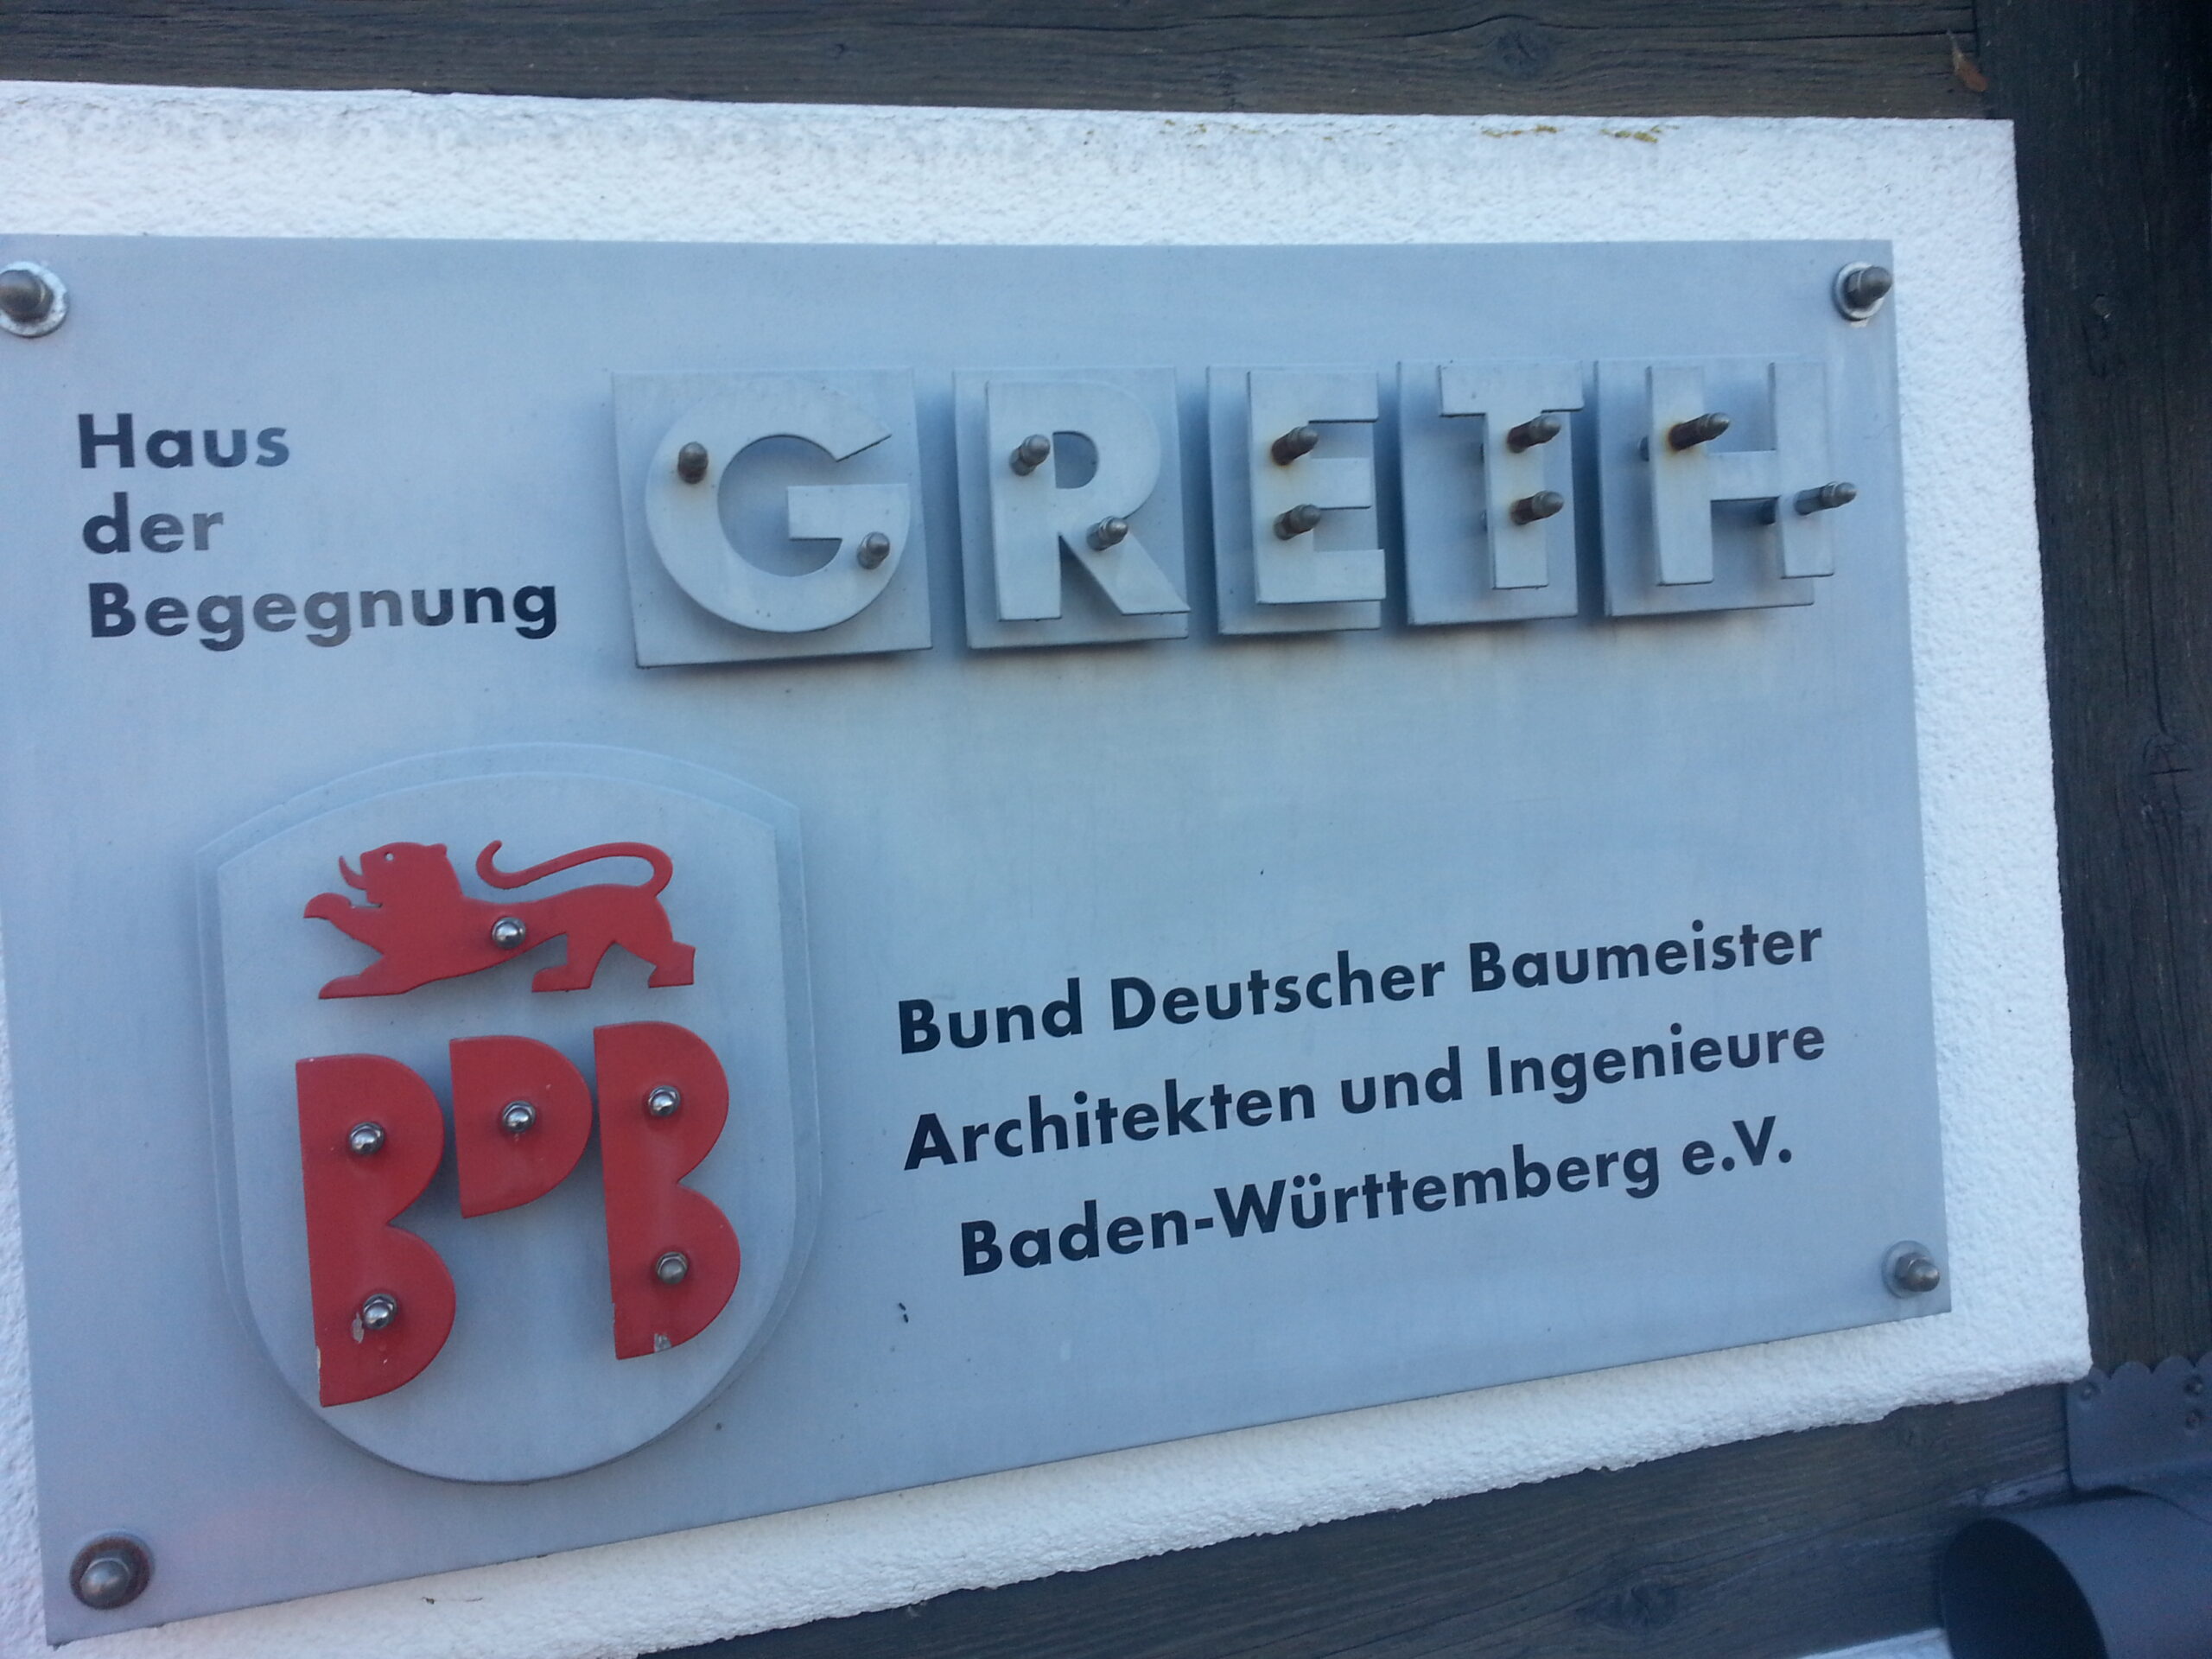 Haus
der
Begegnung
GRETH
BDB
Bund Deutscher Baumeister
Architekten und Ingenieure
Baden-Württemberg e.V.